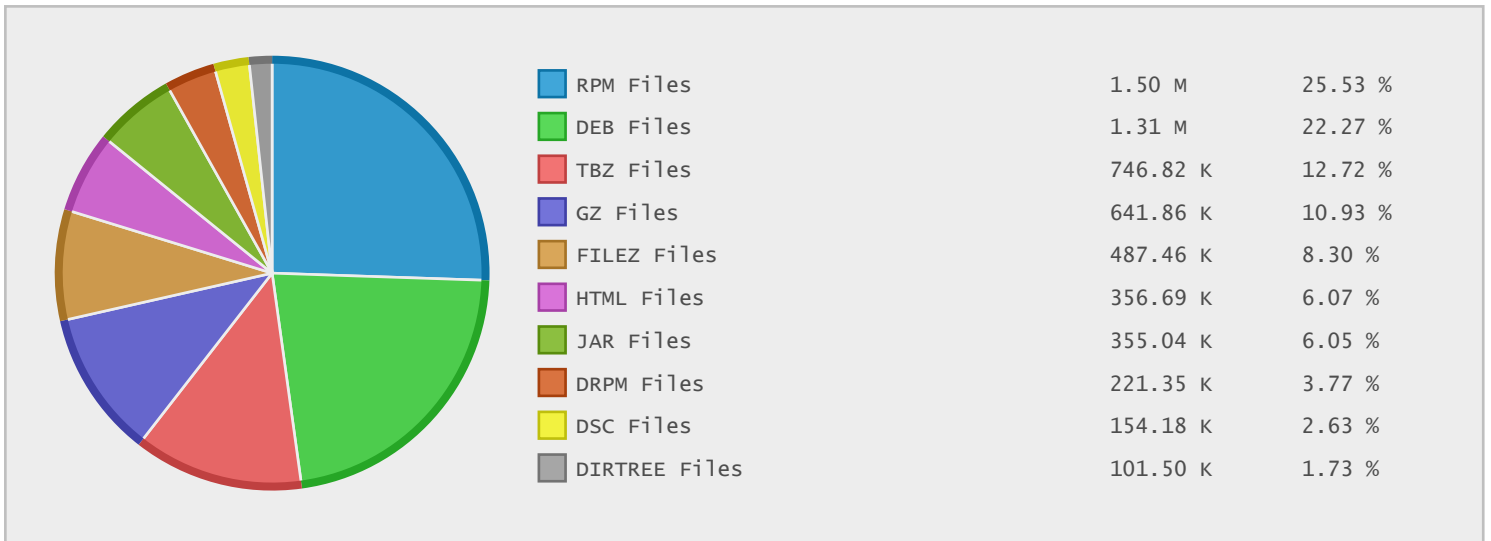 RPM Files 1.50 M 25.53 %
DEB Files 1.31 M 22.27 %
TBZ Files 746.82 K 12.72 %
GZ Files 641.86 K 10.93 %
FILEZ Files 487.46 K 8.30 %
HTML Files 356.69 K 6.07 %
JAR Files 355.04 K 6.05 %
DRPM Files 221.35 K 3.77 %
DSC Files 154.18 K 2.63 %
DIRTREE Files 101.50 K 1.73 %